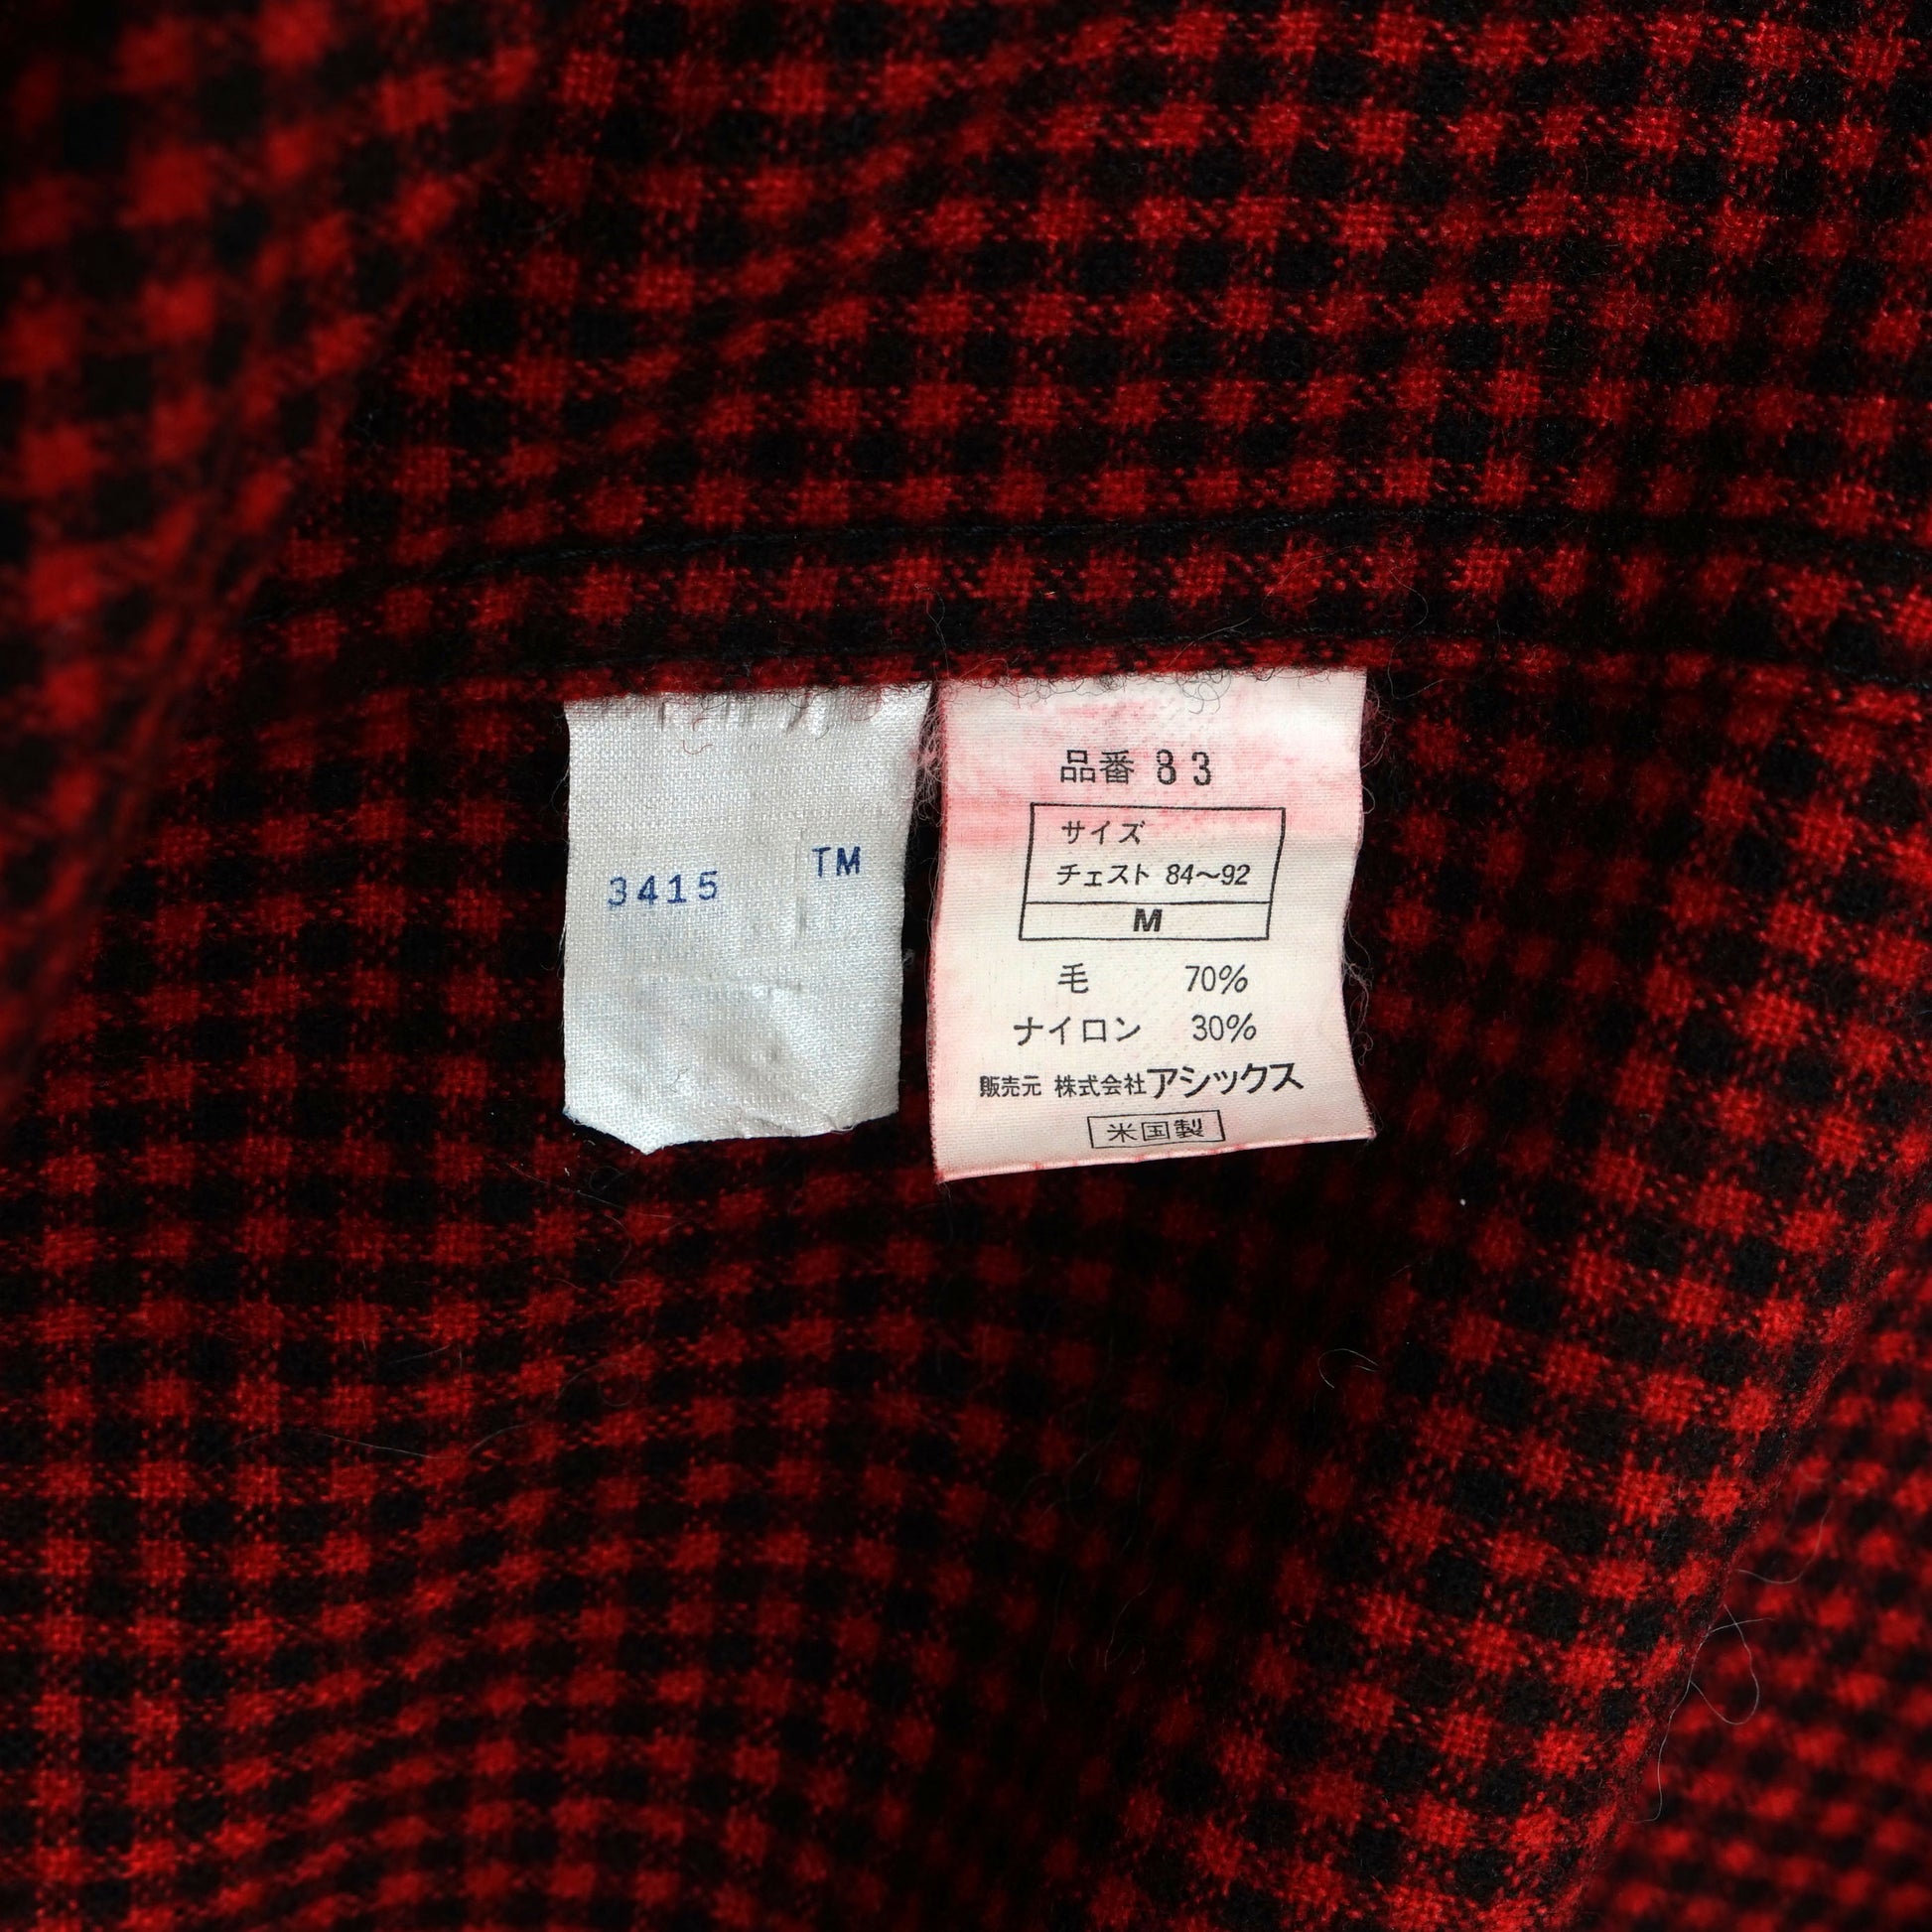 3415 TM
品番 83
サイズ
チェスト 84〜92
M
毛 70%
ナイロン 30%
販売元 株式会社アシックス
米国製